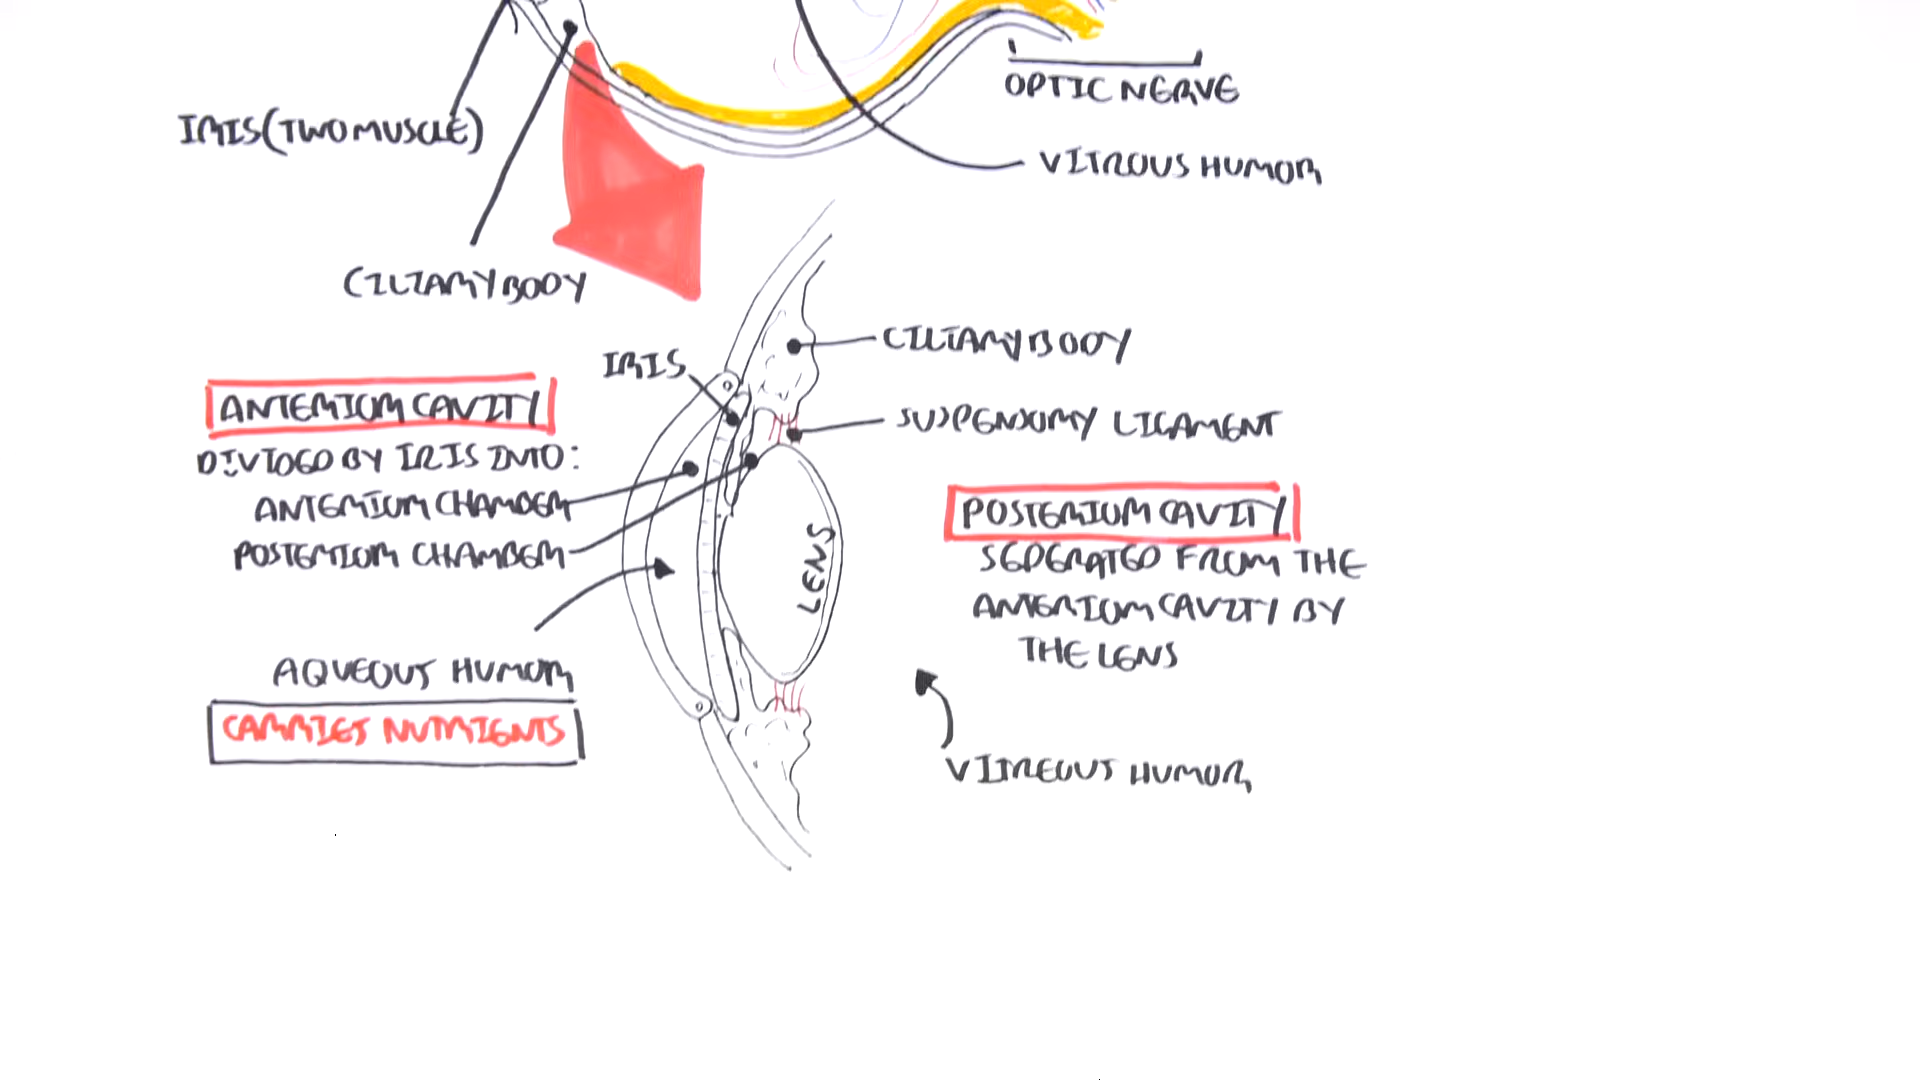 OPTIC NERVE
IRIS (TWO MUSCLE)
VITROUS HUMOR
CILIARY BODY
CILIARY BODY
IRIS
ANTERIOR CAVITY
SUSPENSORY LIGAMENT
DIVIDED BY IRIS INTO:
ANTERIOR CHAMBER
POSTERIOR CHAMBER
POSTERIOR CAVITY
SEPERATED FROM THE
ANTERIOR CAVITY BY
THE LENS
LENS
AQUEOUS HUMOR
CARRIES NUTRIENTS
VITREOUS HUMOR